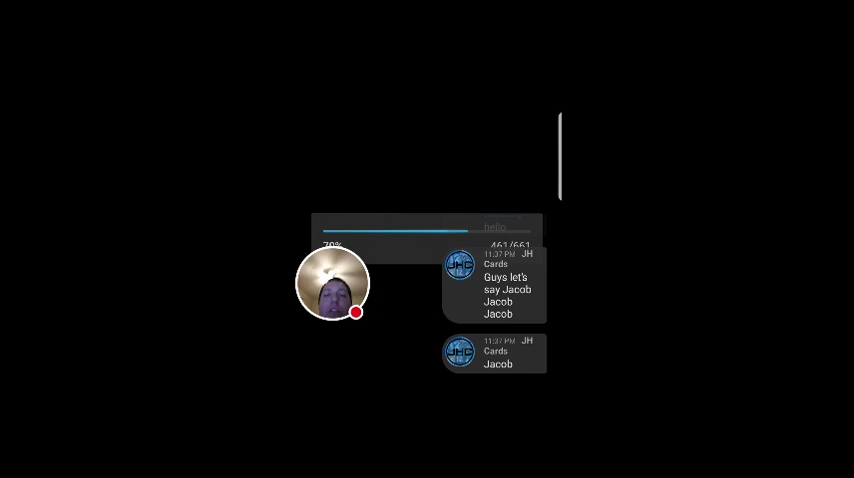 hello
70% 461/661
11:37 PM JH
Cards
Guys let's
say Jacob
Jacob
Jacob
11:37 PM JH
Cards
Jacob